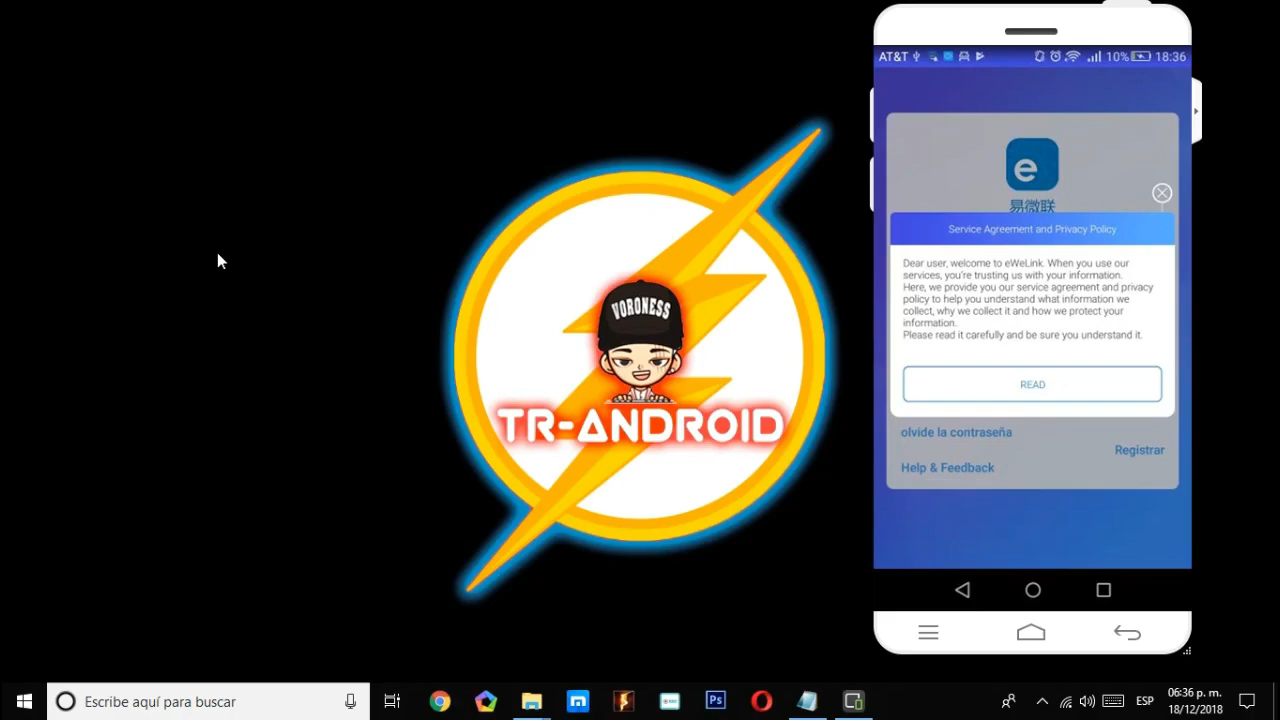 AT&T
10%
18:36
e
易微联
Service Agreement and Privacy Policy
Dear user, welcome to eWeLink. When you use our
services, you're trusting us with your information.
Here, we provide you our service agreement and privacy
policy to help you understand what information we
collect, why we collect it and how we protect your
information.
Please read it carefully and be sure you understand it.
READ
olvide la contraseña
Registrar
Help & Feedback
VORONESS
TR-ANDROID
Escribe aquí para buscar
Ps
ESP
06:36 p. m.
18/12/2018